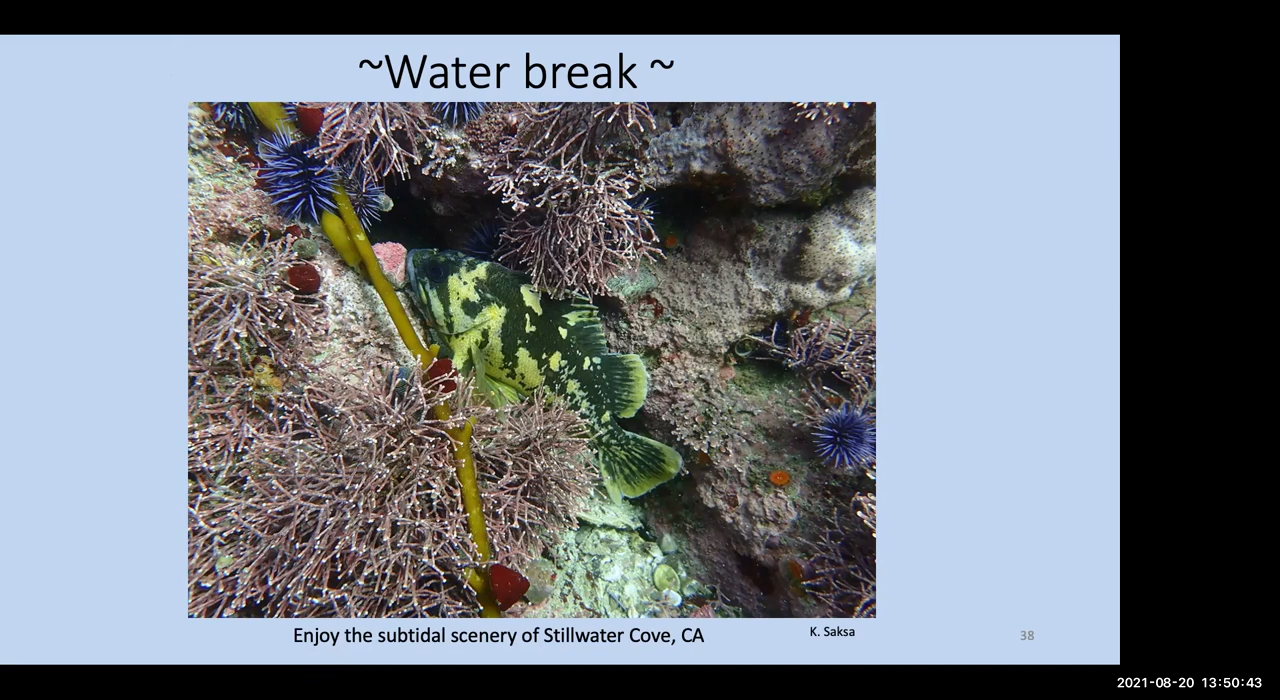 ~Water break ~
Enjoy the subtidal scenery of Stillwater Cove, CA
K. Saksa
38
2021-08-20 13:50:43